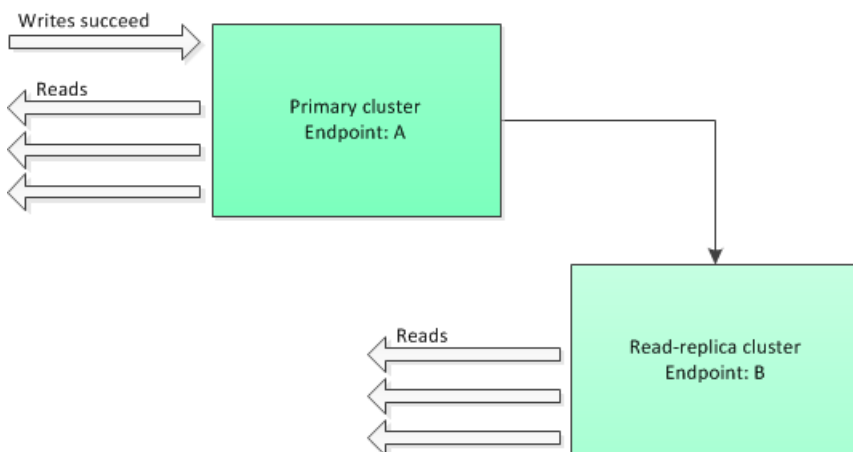 Writes succeed
Reads
Primary cluster
Endpoint: A
Reads
Read-replica cluster
Endpoint: B